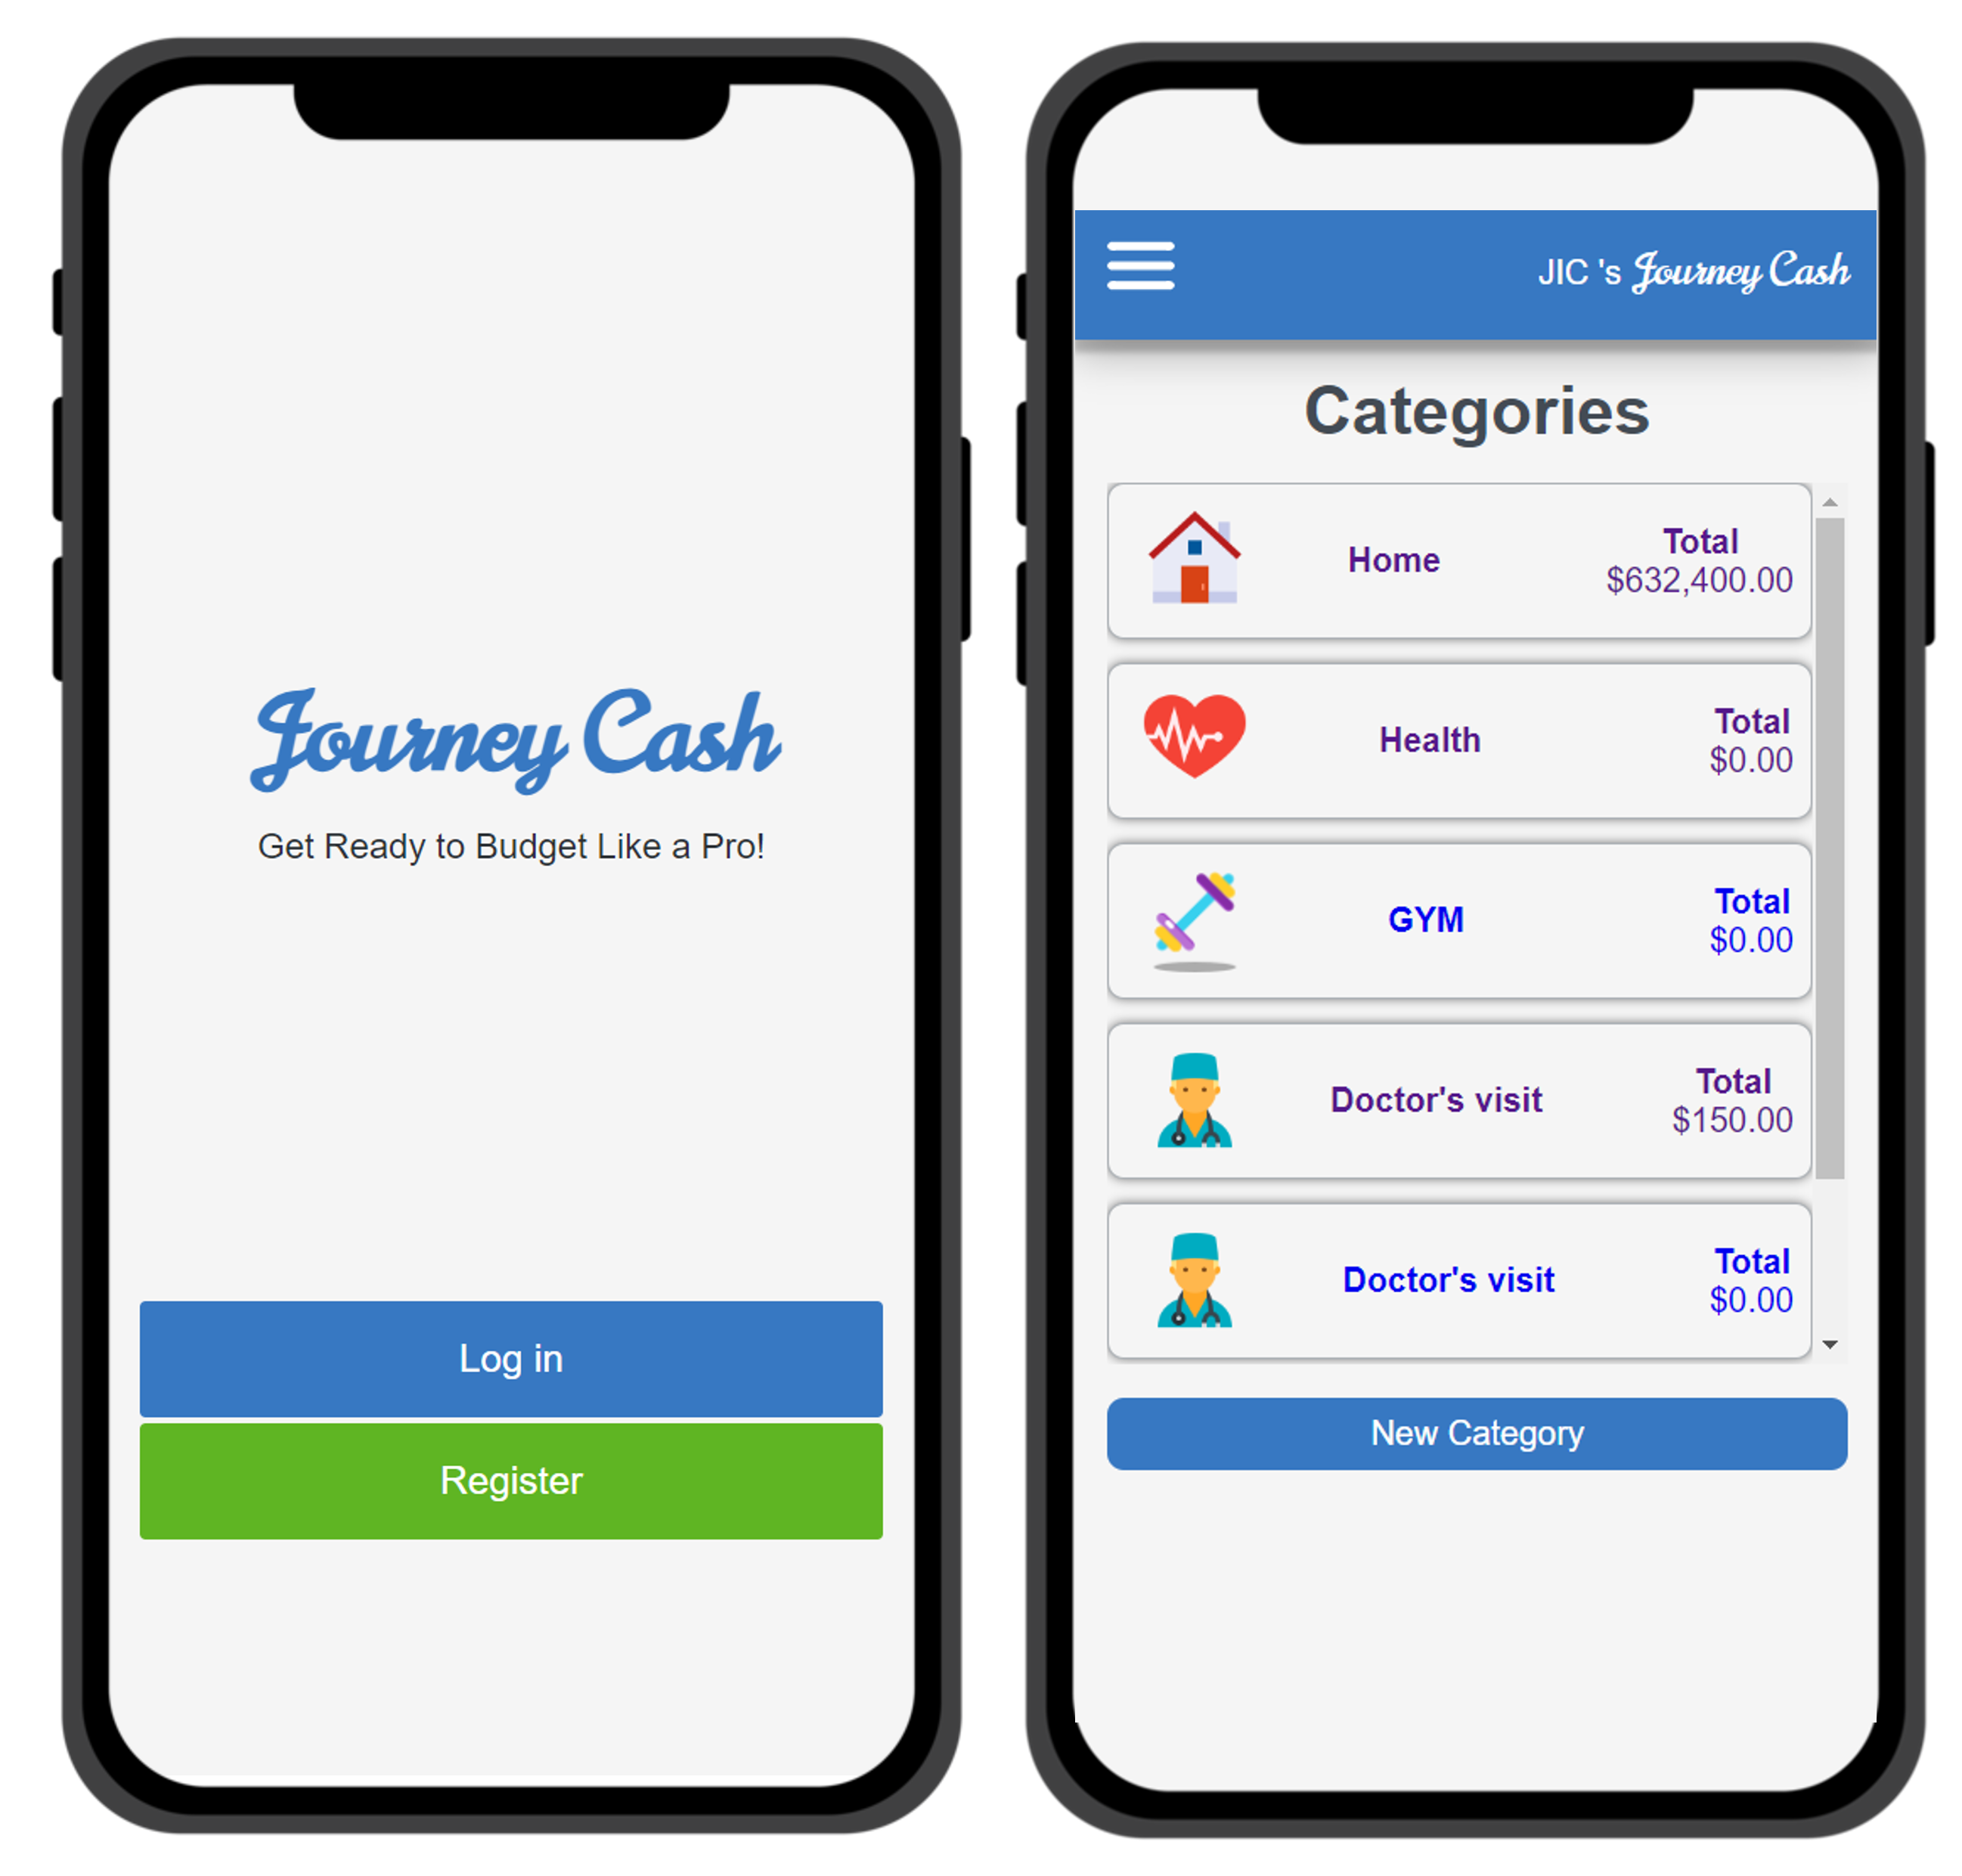 Journey Cash
Get Ready to Budget Like a Pro!
Log in
Register
JIC 's Journey Cash
Categories
Home
Total
$632,400.00
Health
Total
$0.00
GYM
Total
$0.00
Doctor's visit
Total
$150.00
Doctor's visit
Total
$0.00
New Category